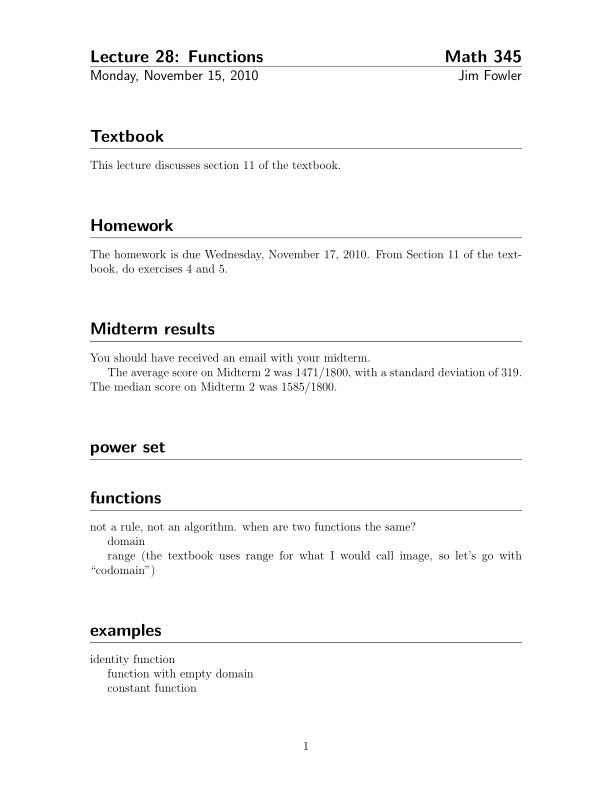 Lecture 28: Functions Math 345
Monday, November 15, 2010 Jim Fowler
Textbook
This lecture discusses section 11 of the textbook.
Homework
The homework is due Wednesday, November 17, 2010. From Section 11 of the text-
book, do exercises 4 and 5.
Midterm results
You should have received an email with your midterm.
The average score on Midterm 2 was 1471/1800, with a standard deviation of 319.
The median score on Midterm 2 was 1585/1800.
power set
functions
not a rule, not an algorithm. when are two functions the same?
domain
range (the textbook uses range for what I would call image, so let's go with
“codomain”)
examples
identity function
function with empty domain
constant function
1